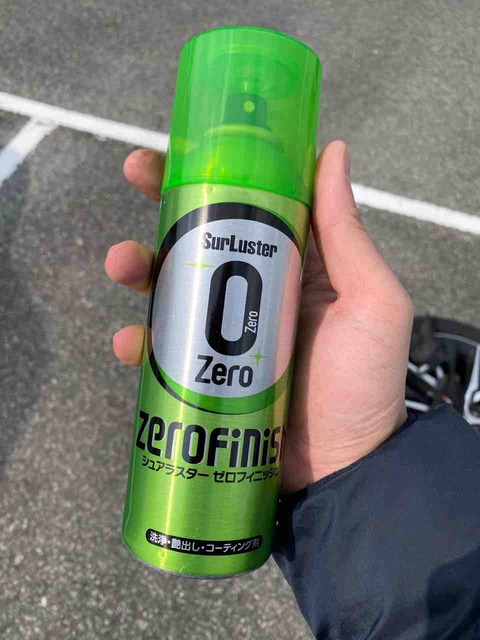 SurLuster
0
Zero
Zero
zerofinis
シュアラスター ゼロフィニッシュ
洗浄・艶出し・コーティング剤